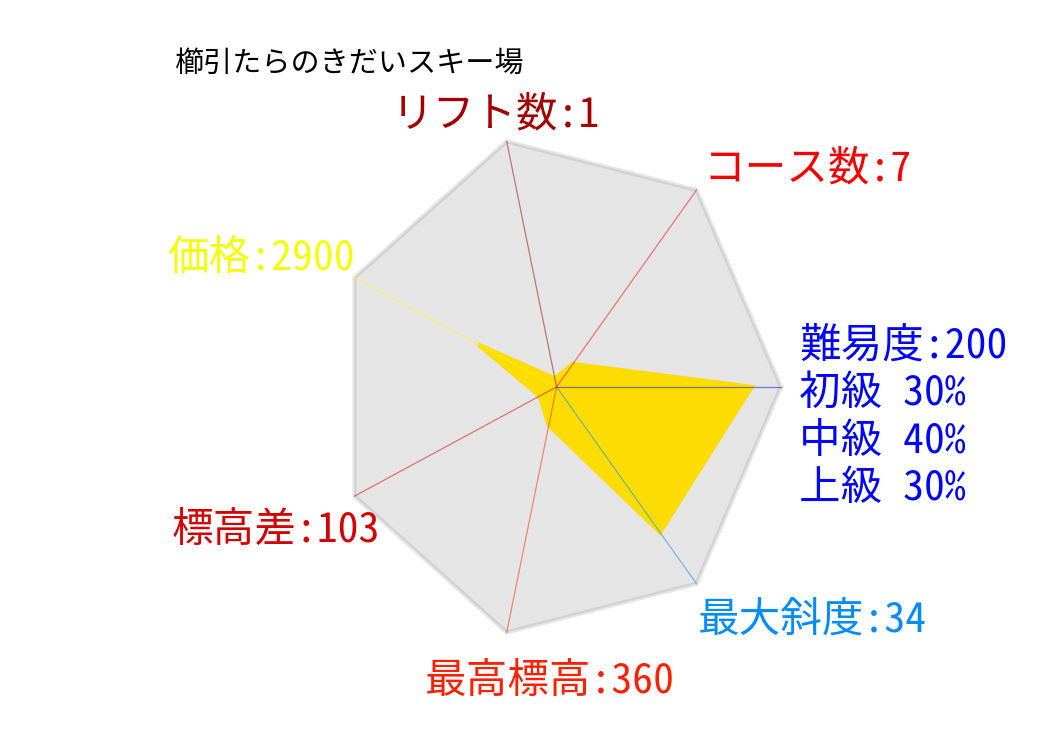 櫛引たらのきだいスキー場
リフト数:1
コース数:7
価格:2900
難易度:200
初級 30%
中級 40%
上級 30%
標高差:103
最大斜度:34
最高標高:360